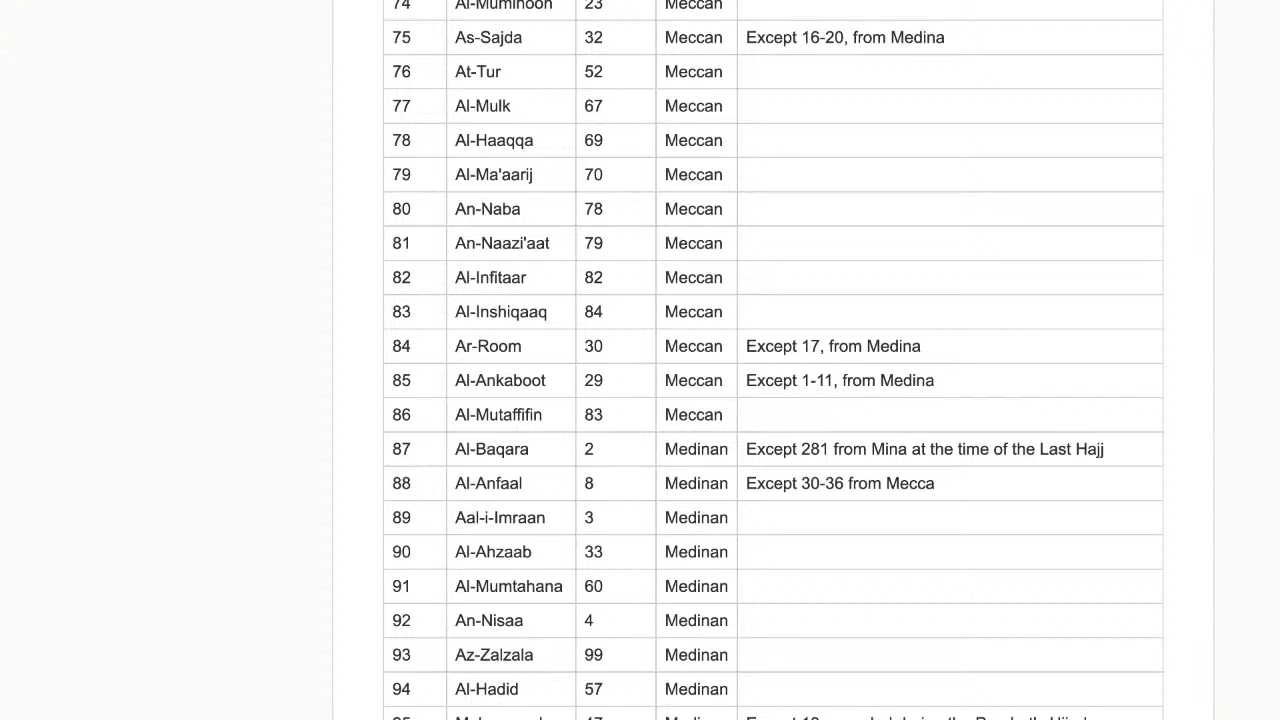 74 Al-Muminoon 23 Meccan
75 As-Sajda 32 Meccan Except 16-20, from Medina
76 At-Tur 52 Meccan
77 Al-Mulk 67 Meccan
78 Al-Haaqqa 69 Meccan
79 Al-Ma'aarij 70 Meccan
80 An-Naba 78 Meccan
81 An-Naazi'aat 79 Meccan
82 Al-Infitaar 82 Meccan
83 Al-Inshiqaaq 84 Meccan
84 Ar-Room 30 Meccan Except 17, from Medina
85 Al-Ankaboot 29 Meccan Except 1-11, from Medina
86 Al-Mutaffifin 83 Meccan
87 Al-Baqara 2 Medinan Except 281 from Mina at the time of the Last Hajj
88 Al-Anfaal 8 Medinan Except 30-36 from Mecca
89 Aal-i-Imraan 3 Medinan
90 Al-Ahzaab 33 Medinan
91 Al-Mumtahana 60 Medinan
92 An-Nisaa 4 Medinan
93 Az-Zalzala 99 Medinan
94 Al-Hadid 57 Medinan